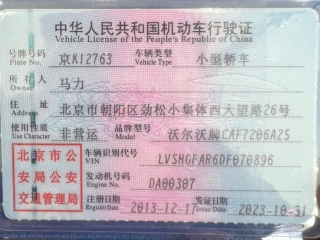 中华人民共和国机动车行驶证
Vehicle License of the People's Republic of China
号牌号码 京K12763 车辆类型 小型轿车
Plate No. Vehicle Type
所有人 马力
Owner
住址 北京市朝阳区劲松小集体西大望路26号
Address
使用性质 非营运 品牌型号 沃尔沃牌CAF7206A25
Use Character Model
北京市公安局公安交通管理局
车辆识别代号 LVSHGFAR6DF070896
VIN
发动机号码 DA00307
Engine No.
注册日期 2013-12-17 发证日期 2023-10-31
Register Date Issue Date